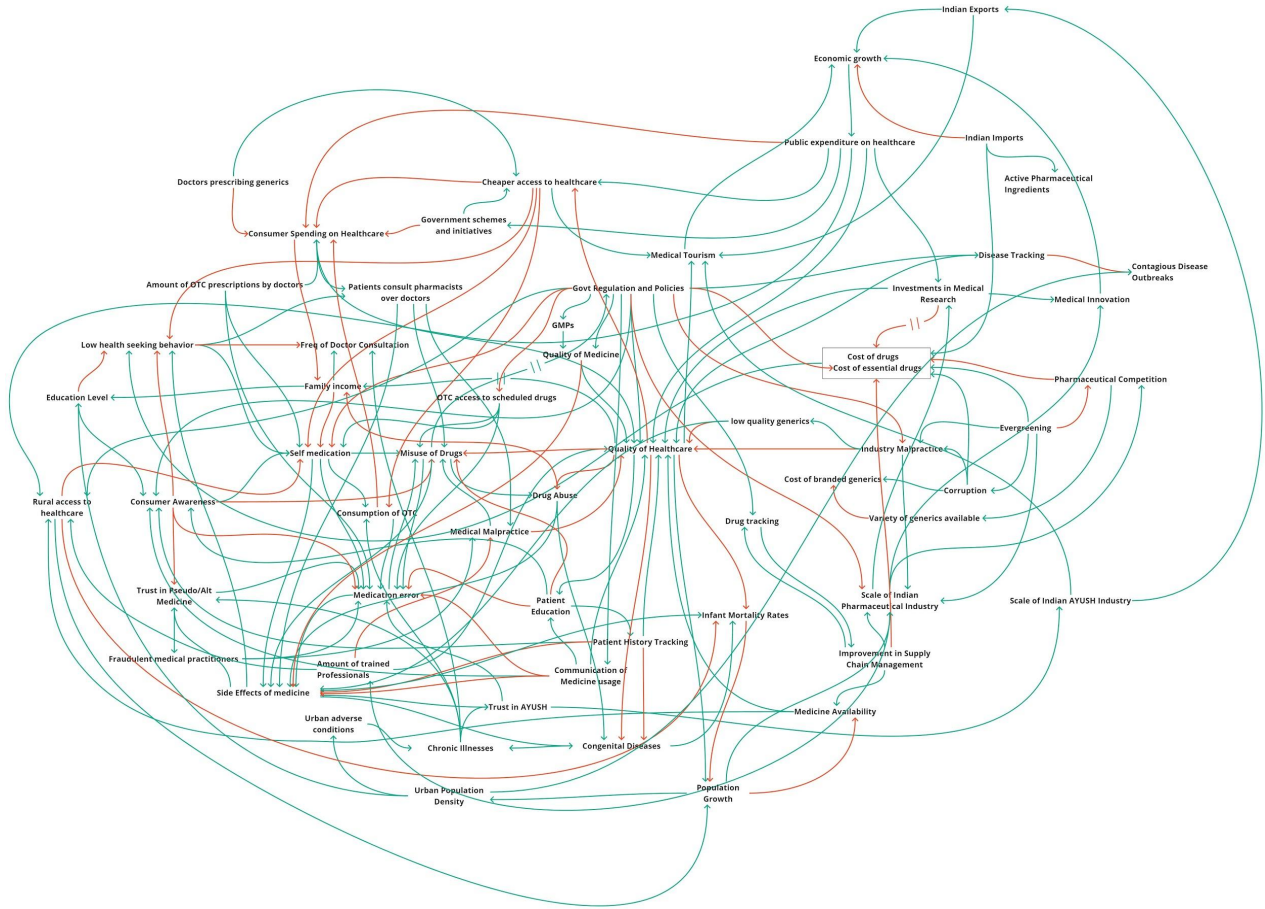 Indian Exports
Economic growth
Public expenditure on healthcare
Indian Imports
Doctors prescribing generics
Cheaper access to healthcare
Active Pharmaceutical
Ingredients
Government schemes
and initiatives
Consumer Spending on Healthcare
Medical Tourism
Disease Tracking
Contagious Disease
Outbreaks
Amount of OTC prescriptions by doctors
Patients consult pharmacists
over doctors
Govt Regulation and Policies
Investments in Medical
Research
Medical Innovation
GMPs
Low health seeking behavior
Freq of Doctor Consultation
Quality of Medicine
Cost of drugs
Cost of essential drugs
Family income
Pharmaceutical Competition
Education Level
OTC access to scheduled drugs
low quality generics
Evergreening
Self medication
Misuse of Drugs
Quality of Healthcare
Industry Malpractice
Cost of branded generics
Corruption
Rural access to
healthcare
Consumer Awareness
Drug Abuse
Consumption of OTC
Variety of generics available
Drug tracking
Medical Malpractice
Trust in Pseudo/Alt
Medicine
Medication error
Patient
Education
Infant Mortality Rates
Scale of Indian
Pharmaceutical Industry
Scale of Indian AYUSH Industry
Patient History Tracking
Fraudulent medical practitioners
Amount of trained
Professionals
Communication of
Medicine usage
Improvement in Supply
Chain Management
Side Effects of medicine
Trust in AYUSH
Medicine Availability
Urban adverse
conditions
Chronic Illnesses
Congenital Diseases
Urban Population
Density
Population
Growth